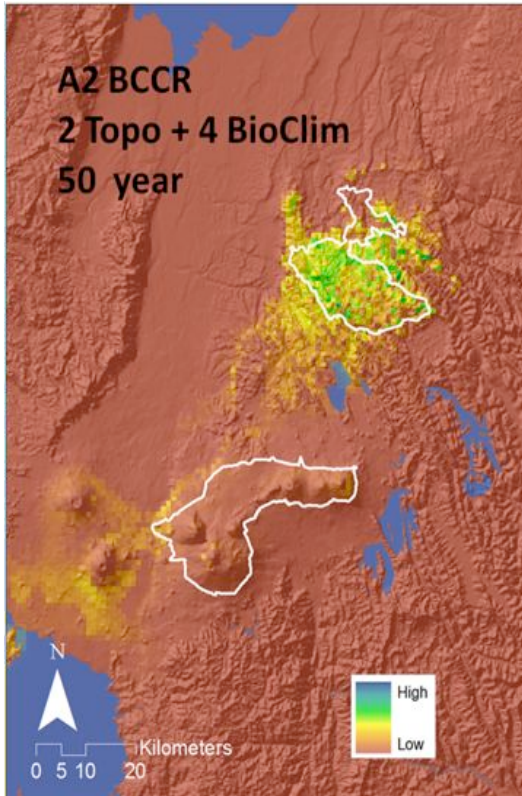 A2 BCCR
2 Topo + 4 BioClim
50 year
High
Low
N
Kilometers
0 5 10 20